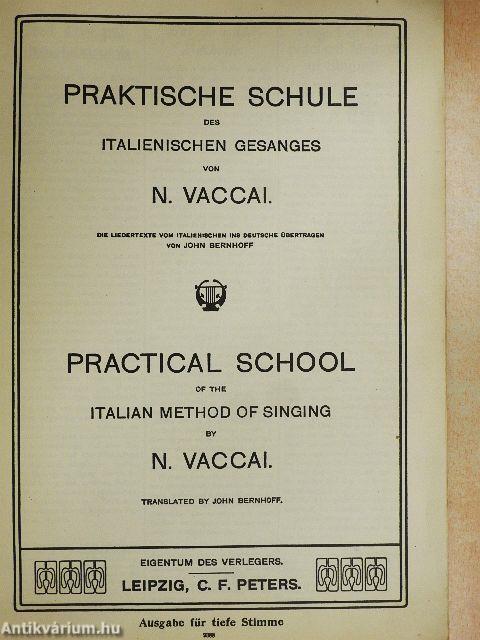 PRAKTISCHE SCHULE
DES
ITALIENISCHEN GESANGES
VON
N. VACCAI.
DIE LIEDERTEXTE VOM ITALIENISCHEN INS DEUTSCHE ÜBERTRAGEN
VON JOHN BERNHOFF
PRACTICAL SCHOOL
OF THE
ITALIAN METHOD OF SINGING
BY
N. VACCAI.
TRANSLATED BY JOHN BERNHOFF.
EIGENTUM DES VERLEGERS.
LEIPZIG, C. F. PETERS.
Ausgabe für tiefe Stimme
Antikvárium.hu